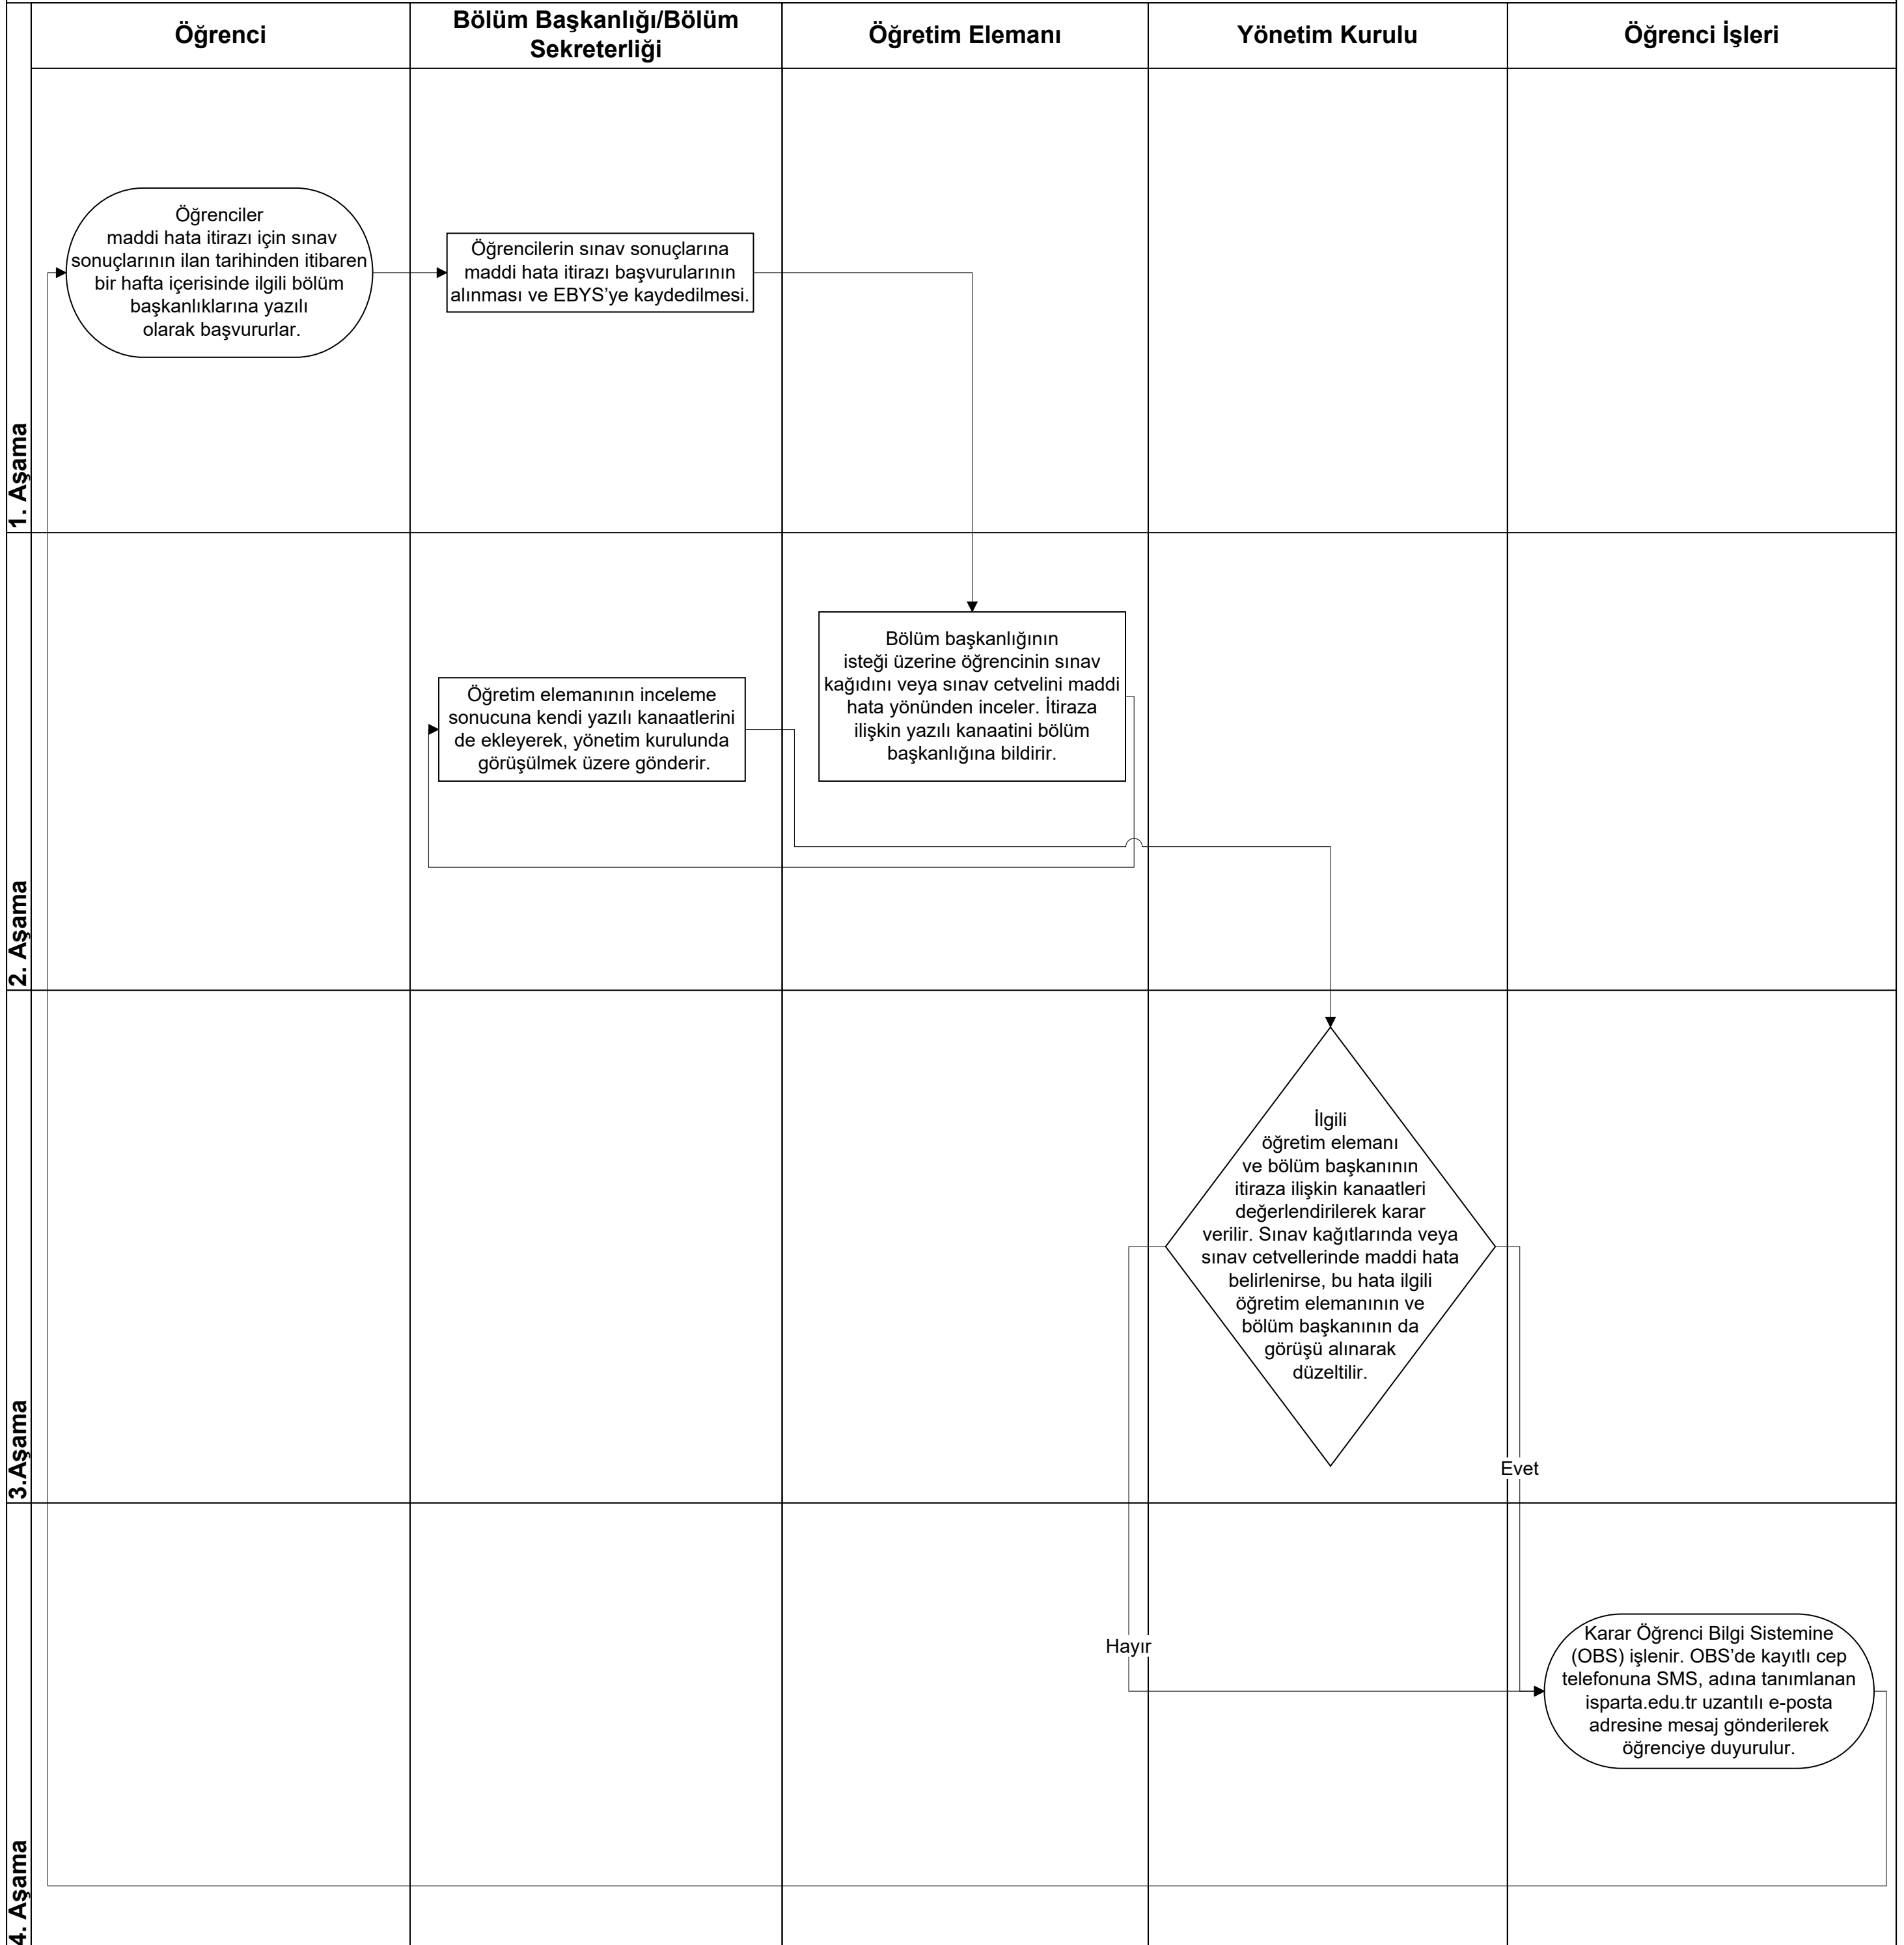 Öğrenci
Bölüm Başkanlığı/Bölüm
Sekreterliği
Öğretim Elemanı
Yönetim Kurulu
Öğrenci İşleri
1. Aşama
Öğrenciler
maddi hata itirazı için sınav
sonuçlarının ilan tarihinden itibaren
bir hafta içerisinde ilgili bölüm
başkanlıklarına yazılı
olarak başvururlar.
Öğrencilerin sınav sonuçlarına
maddi hata itirazı başvurularının
alınması ve EBYS’ye kaydedilmesi.
2. Aşama
Bölüm başkanlığının
isteği üzerine öğrencinin sınav
kağıdını veya sınav cetvelini maddi
hata yönünden inceler. İtiraza
ilişkin yazılı kanaatini bölüm
başkanlığına bildirir.
Öğretim elemanının inceleme
sonucuna kendi yazılı kanaatlerini
de ekleyerek, yönetim kurulunda
görüşülmek üzere gönderir.
3.Aşama
İlgili
öğretim elemanı
ve bölüm başkanının
itiraza ilişkin kanaatleri
değerlendirilerek karar
verilir. Sınav kağıtlarında veya
sınav cetvellerinde maddi hata
belirlenirse, bu hata ilgili
öğretim elemanının ve
bölüm başkanının da
görüşü alınarak
düzeltilir.
Evet
4. Aşama
Hayır
Karar Öğrenci Bilgi Sistemine
(OBS) işlenir. OBS’de kayıtlı cep
telefonuna SMS, adına tanımlanan
isparta.edu.tr uzantılı e-posta
adresine mesaj gönderilerek
öğrenciye duyurulur.